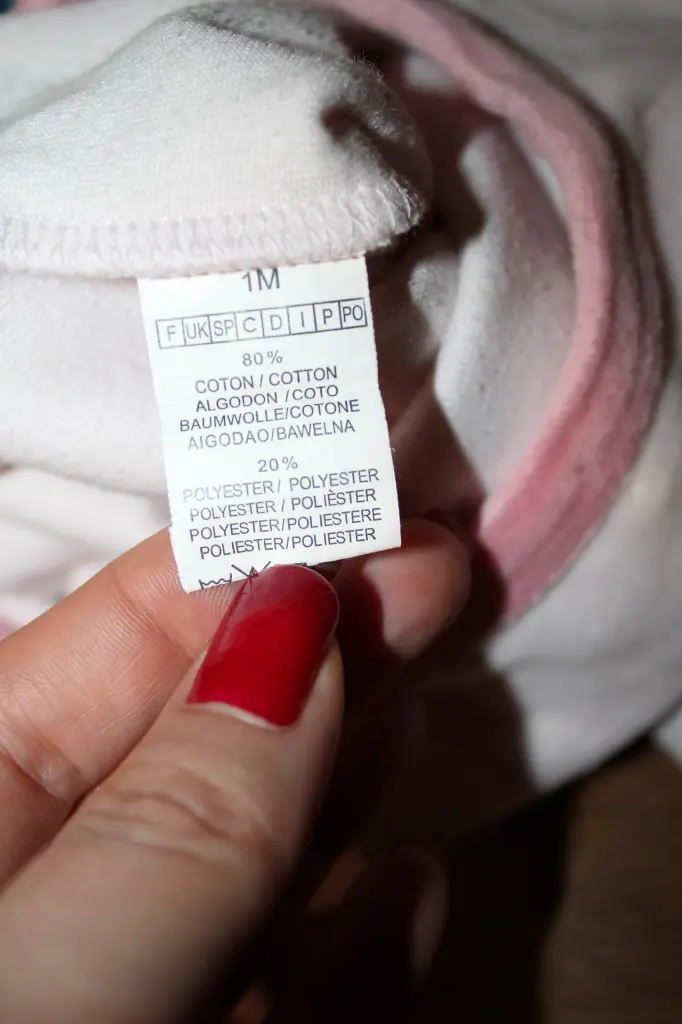 1M
F UK SP C D I P PO
80%
COTON / COTTON
ALGODON / COTO
BAUMWOLLE/COTONE
AIGODAO/BAWELNA
20%
POLYESTER / POLYESTER
POLYESTER / POLIÈSTER
POLYESTER/POLIESTERE
POLIESTER/POLIESTER